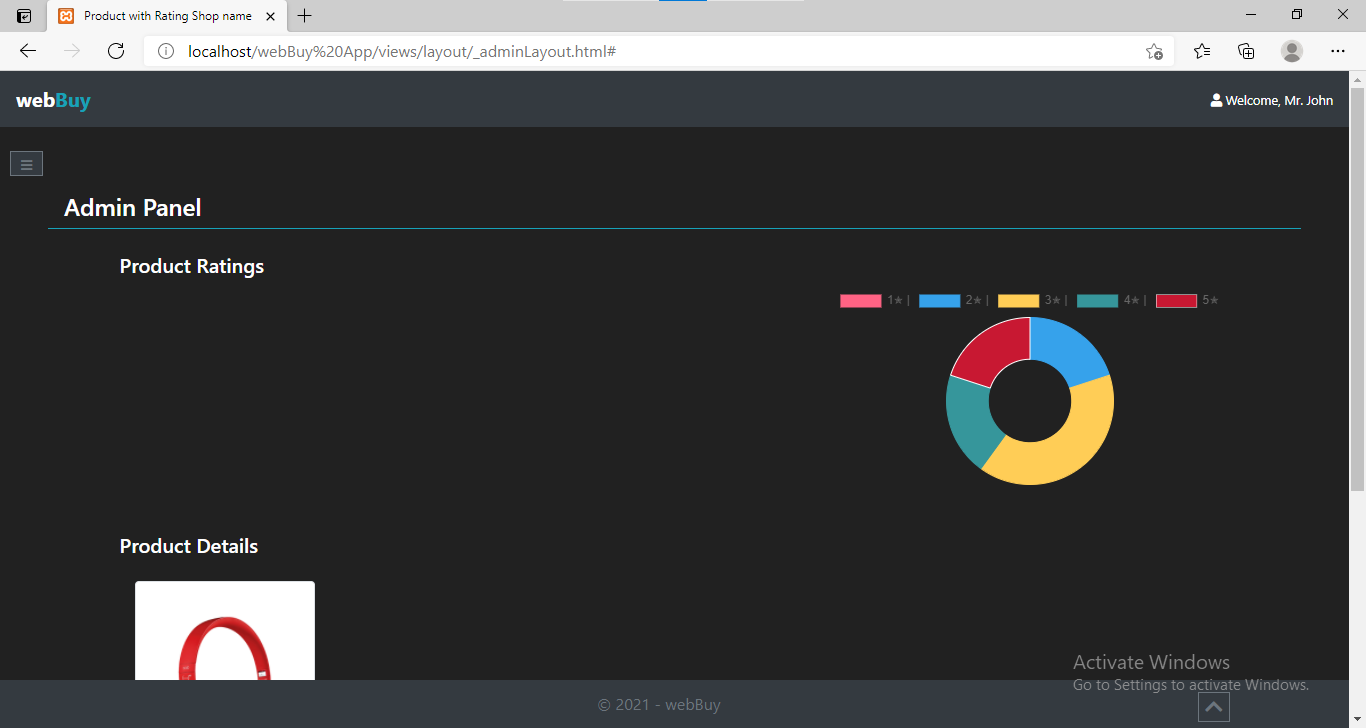 Product with Rating Shop name
localhost/webBuy%20App/views/layout/_adminLayout.html#
webBuy
Welcome, Mr. John
Admin Panel
Product Ratings
1★ | 2★ | 3★ | 4★ | 5★
Product Details
Activate Windows
Go to Settings to activate Windows.
© 2021 - webBuy